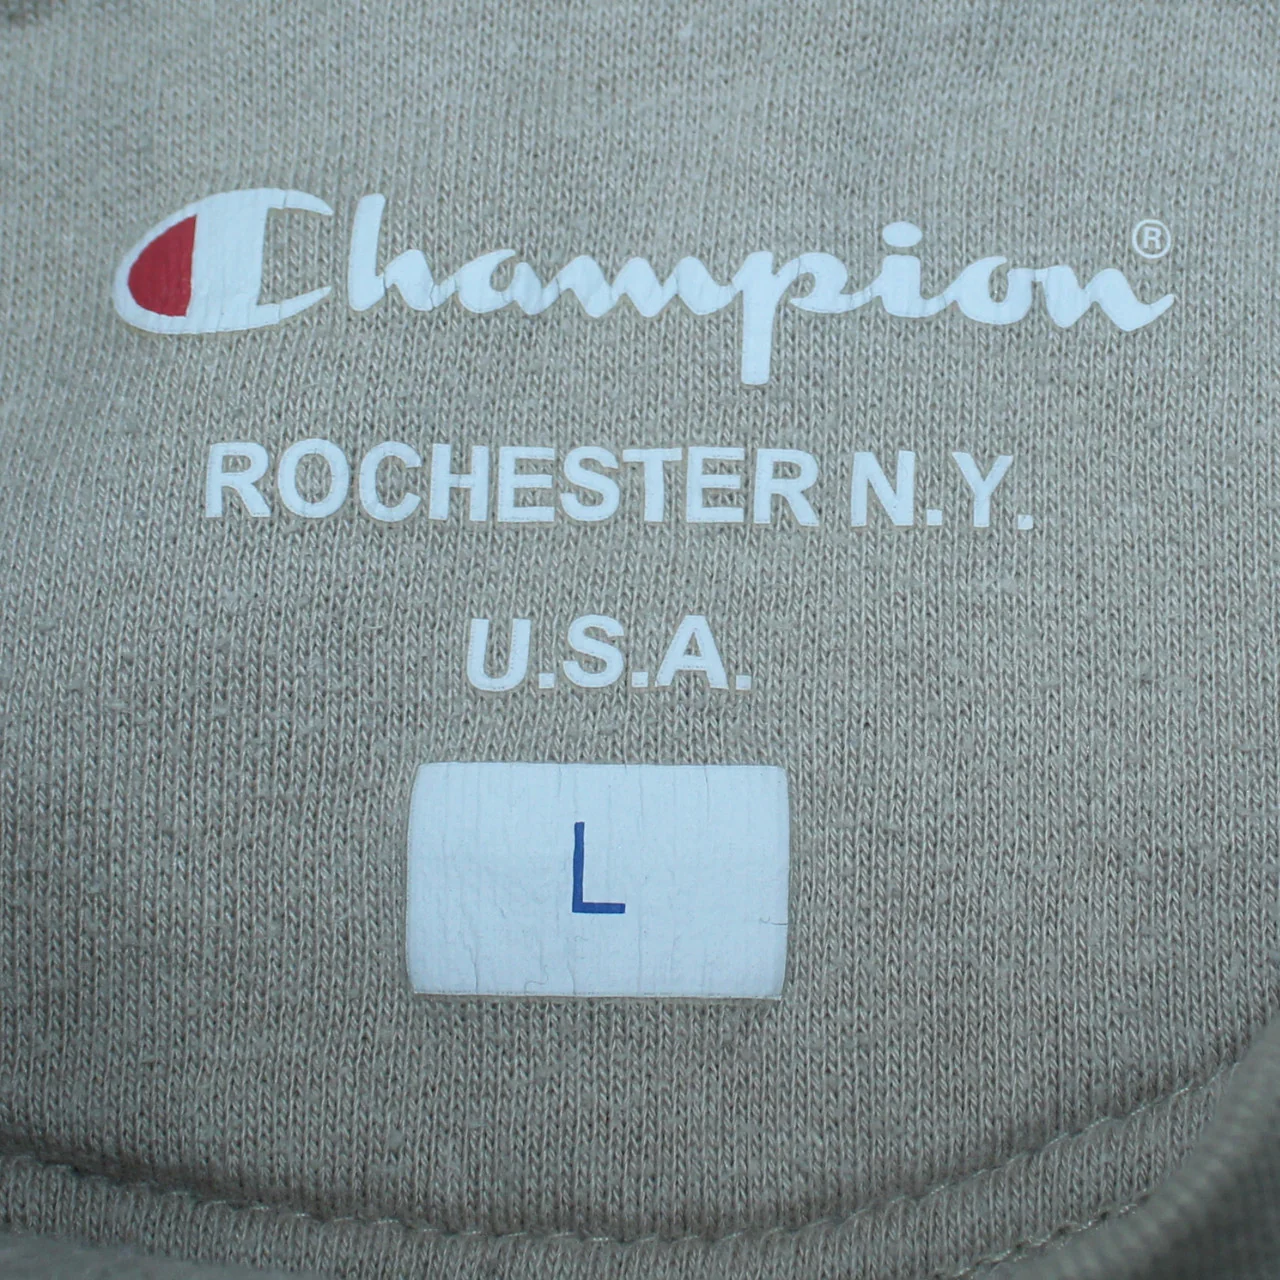 Champion®
ROCHESTER N.Y.
U.S.A.
L